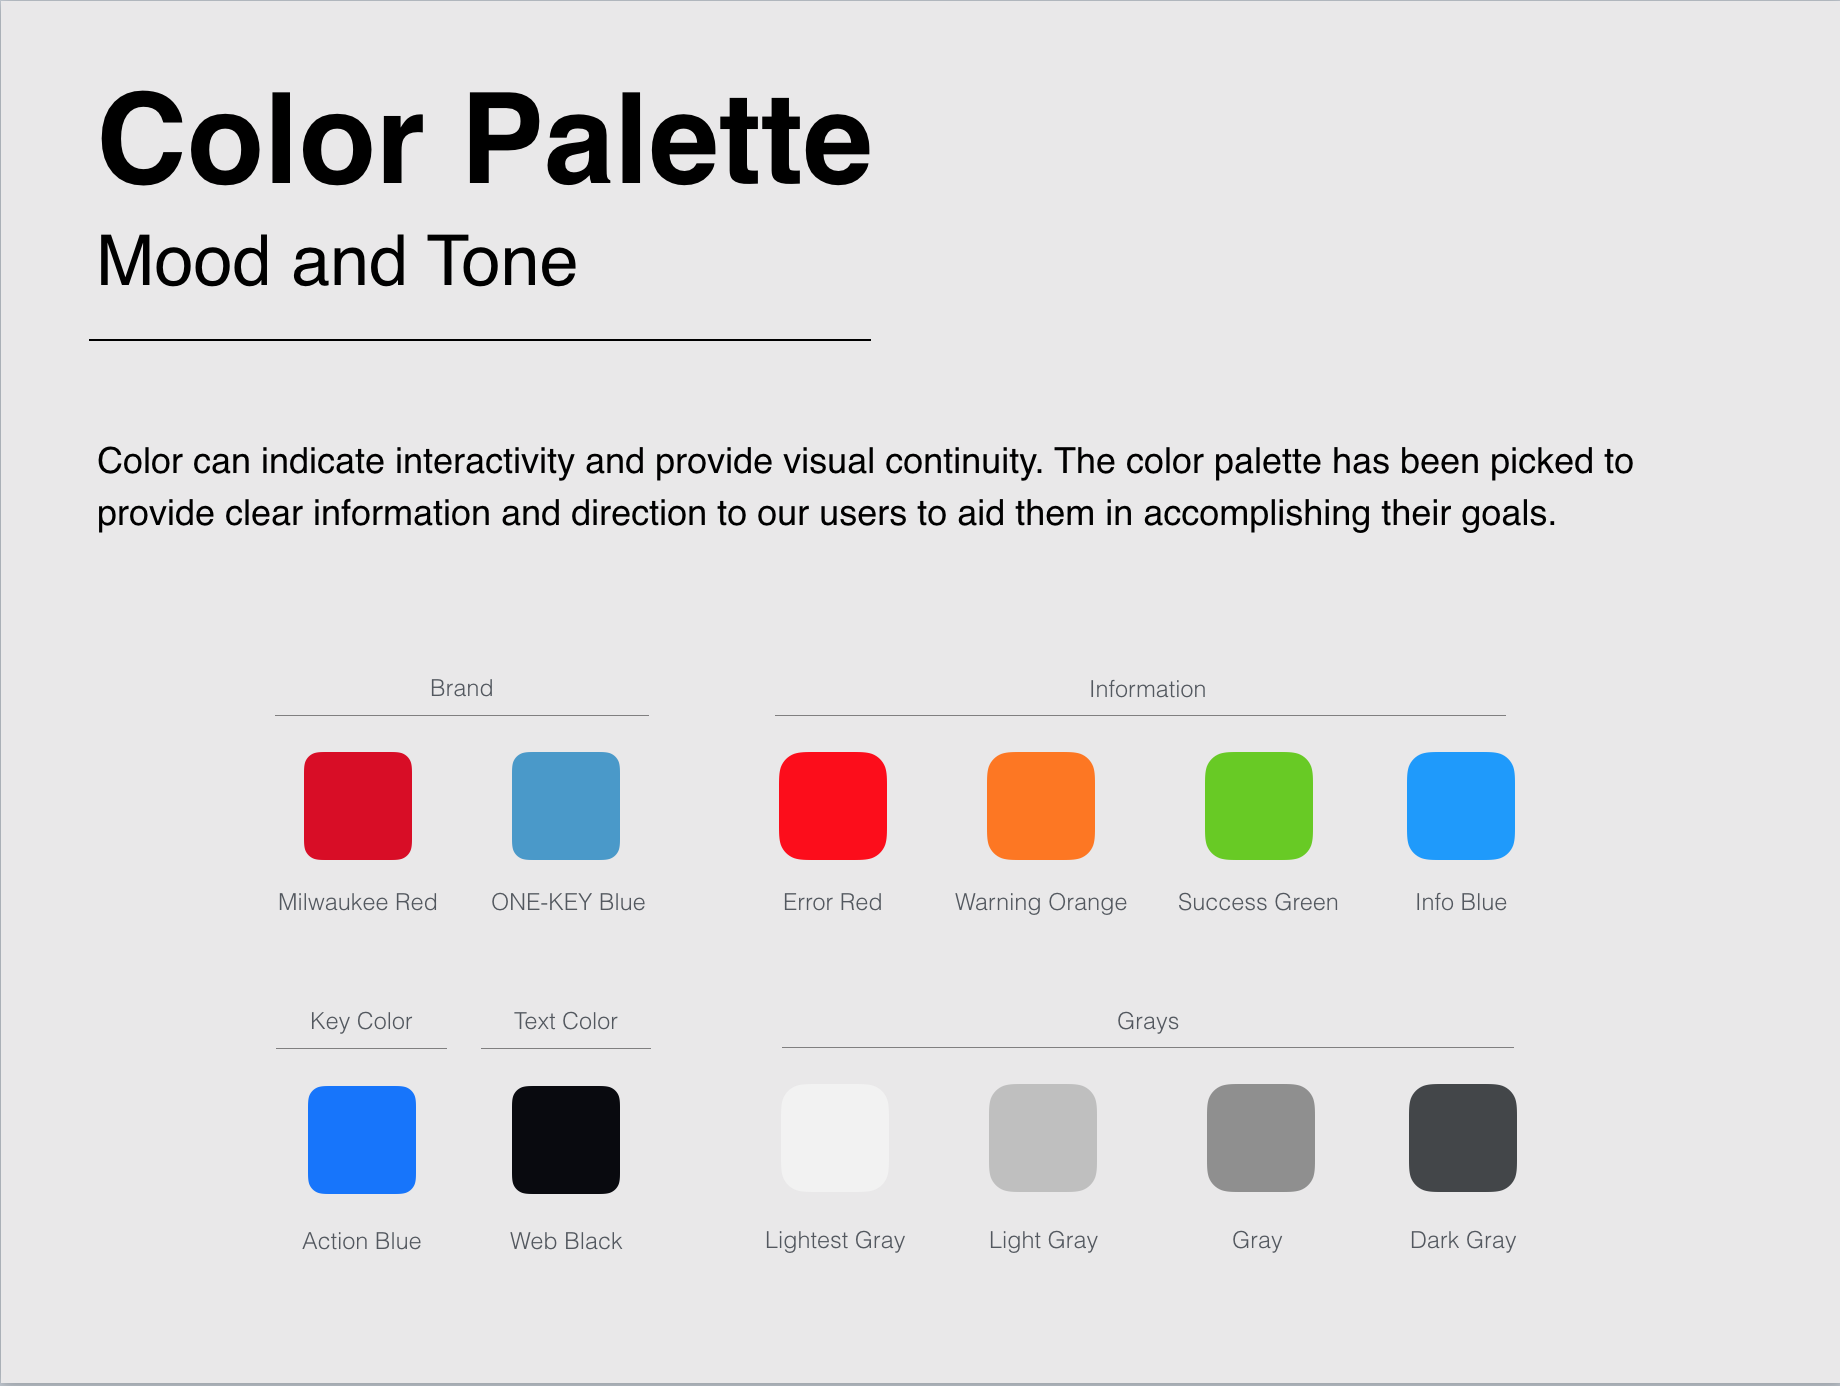 Color Palette
Mood and Tone
Color can indicate interactivity and provide visual continuity. The color palette has been picked to
provide clear information and direction to our users to aid them in accomplishing their goals.
Brand
Information
Milwaukee Red
ONE-KEY Blue
Error Red
Warning Orange
Success Green
Info Blue
Key Color
Text Color
Grays
Action Blue
Web Black
Lightest Gray
Light Gray
Gray
Dark Gray